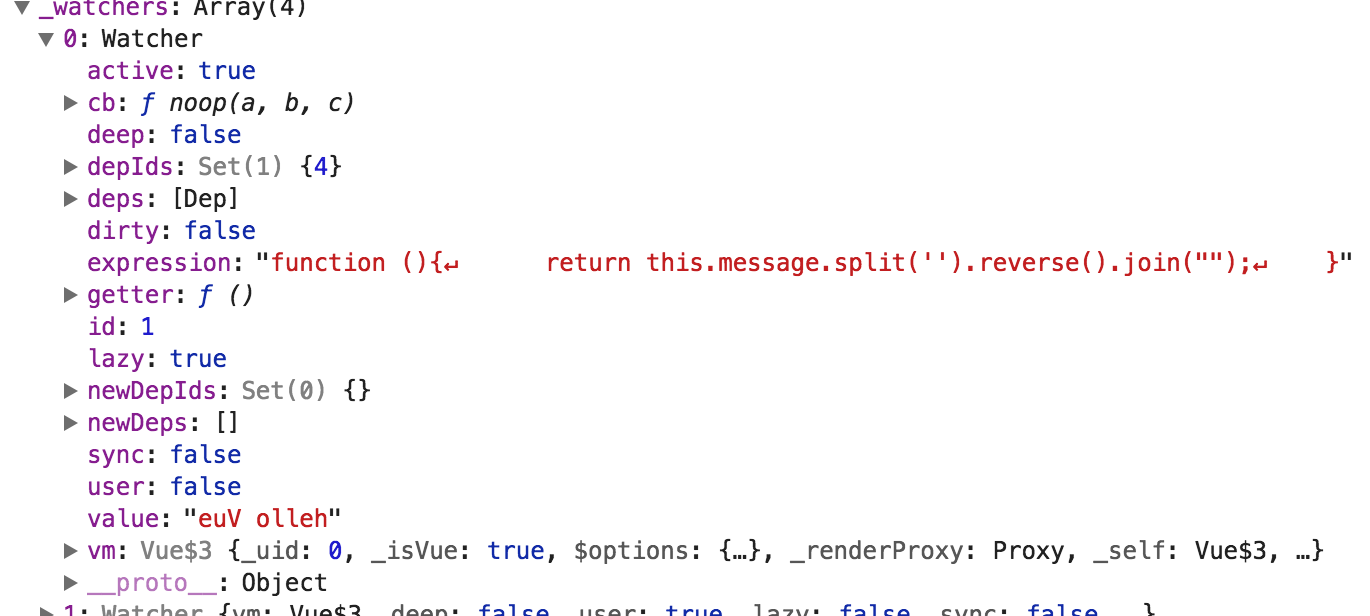 ▼ _watchers: Array(4)
▼ 0: Watcher
active: true
▶ cb: ƒ noop(a, b, c)
deep: false
▶ depIds: Set(1) {4}
▶ deps: [Dep]
dirty: false
expression: "function (){↵      return this.message.split('').reverse().join("");↵    }"
▶ getter: ƒ ()
id: 1
lazy: true
▶ newDepIds: Set(0) {}
▶ newDeps: []
sync: false
user: false
value: "euV olleh"
▶ vm: Vue$3 {_uid: 0, _isVue: true, $options: {…}, _renderProxy: Proxy, _self: Vue$3, …}
▶ __proto__: Object
▶ 1: Watcher {vm: Vue$3, deep: false, user: true, lazy: false, sync: false, …}